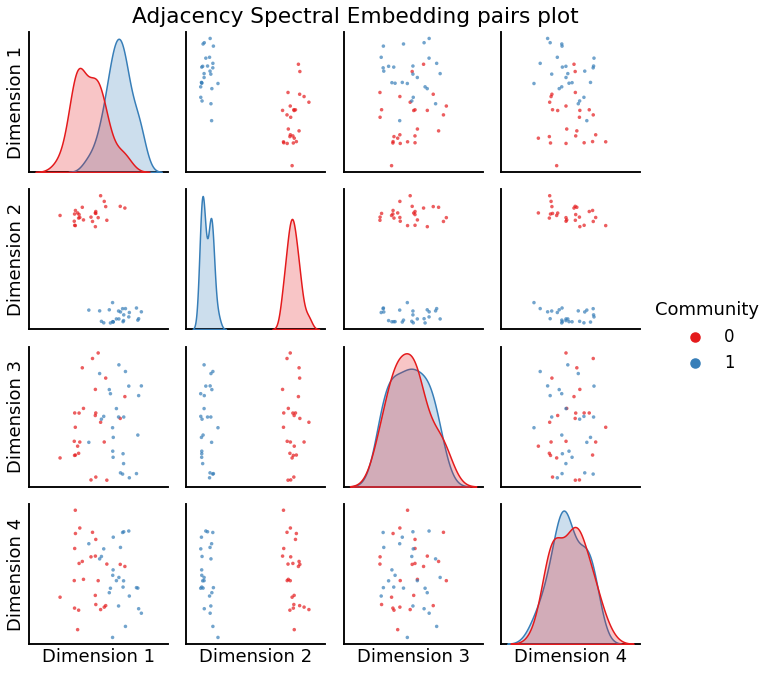 Adjacency Spectral Embedding pairs plot
Dimension 1
Dimension 2
Dimension 3
Dimension 4
Dimension 1
Dimension 2
Dimension 3
Dimension 4
Community
0
1